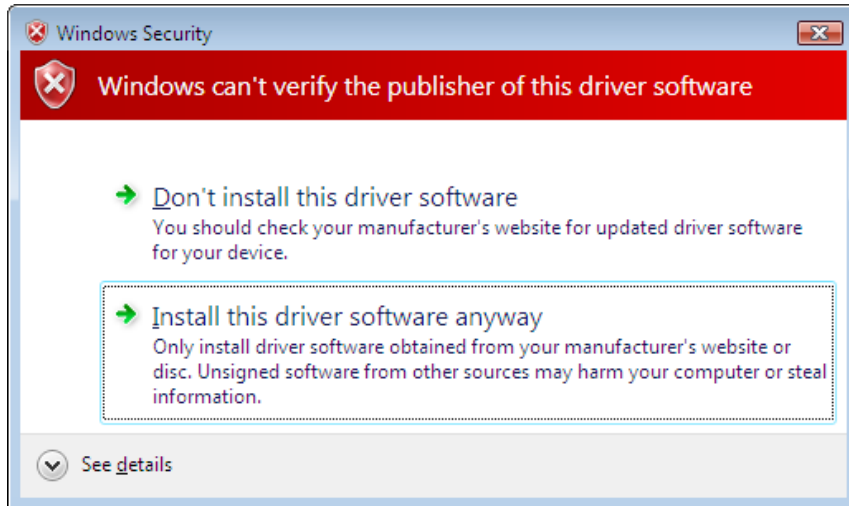 Windows Security
Windows can't verify the publisher of this driver software
Don't install this driver software
You should check your manufacturer's website for updated driver software
for your device.
Install this driver software anyway
Only install driver software obtained from your manufacturer's website or
disc. Unsigned software from other sources may harm your computer or steal
information.
See details